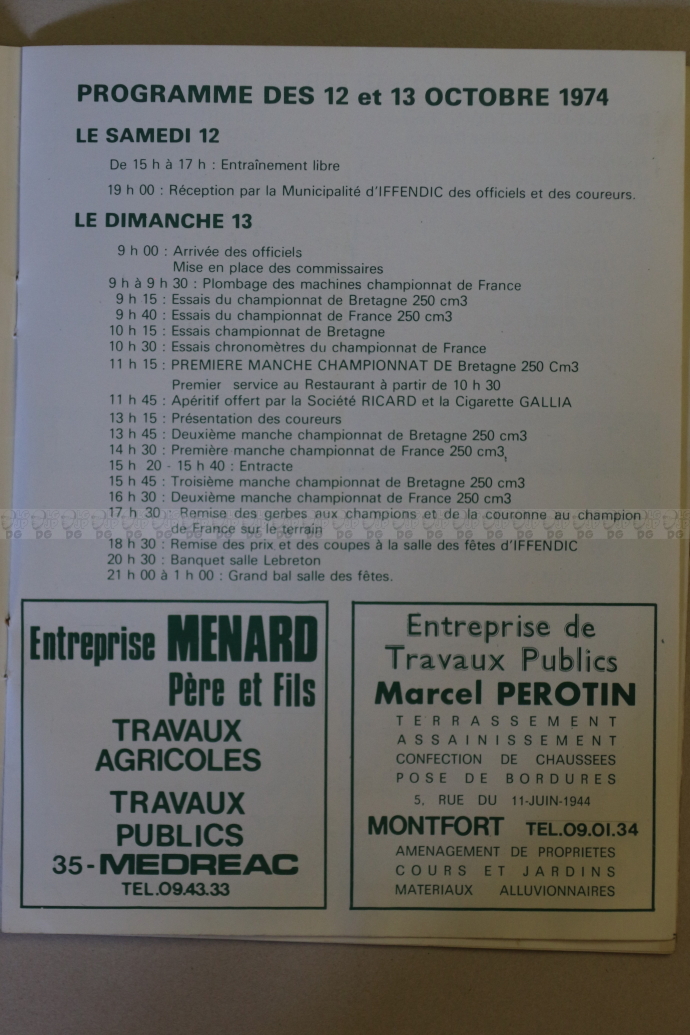 PROGRAMME DES 12 et 13 OCTOBRE 1974
LE SAMEDI 12
De 15 h à 17 h : Entraînement libre
19 h 00 : Réception par la Municipalité d'IFFENDIC des officiels et des coureurs.
LE DIMANCHE 13
9 h 00 : Arrivée des officiels
Mise en place des commissaires
9 h à 9 h 30 : Plombage des machines championnat de France
9 h 15 : Essais du championnat de Bretagne 250 cm3
9 h 40 : Essais du championnat de France 250 cm3
10 h 15 : Essais championnat de Bretagne
10 h 30 : Essais chronomètres du championnat de France
11 h 15 : PREMIERE MANCHE CHAMPIONNAT DE Bretagne 250 Cm3
Premier service au Restaurant à partir de 10 h 30
11 h 45 : Apéritif offert par la Société RICARD et la Cigarette GALLIA
13 h 15 : Présentation des coureurs
13 h 45 : Deuxième manche championnat de Bretagne 250 cm3
14 h 30 : Première manche championnat de France 250 cm3,
15 h 20 - 15 h 40 : Entracte
15 h 45 : Troisième manche championnat de Bretagne 250 cm3
16 h 30 : Deuxième manche championnat de France 250 cm3
17 h 30 Remise des gerbes aux champions et de la couronne au champion
de France sur le terrain
18 h 30 : Remise des prix et des coupes à la salle des fêtes d'IFFENDIC
20 h 30 : Banquet salle Lebreton
21 h 00 à 1 h 00 : Grand bal salle des fêtes.
Entreprise MENARD
Père et Fils
TRAVAUX
AGRICOLES
TRAVAUX
PUBLICS
35-MEDREAC
TEL.09.43.33
Entreprise de
Travaux Publics
Marcel PEROTIN
TERRASSEMENT
ASSAINISSEMENT
CONFECTION DE CHAUSSEES
POSE DE BORDURES
5, RUE DU 11-JUIN-1944
MONTFORT TEL.09.01.34
AMENAGEMENT DE PROPRIETES
COURS ET JARDINS
MATERIAUX ALLUVIONNAIRES